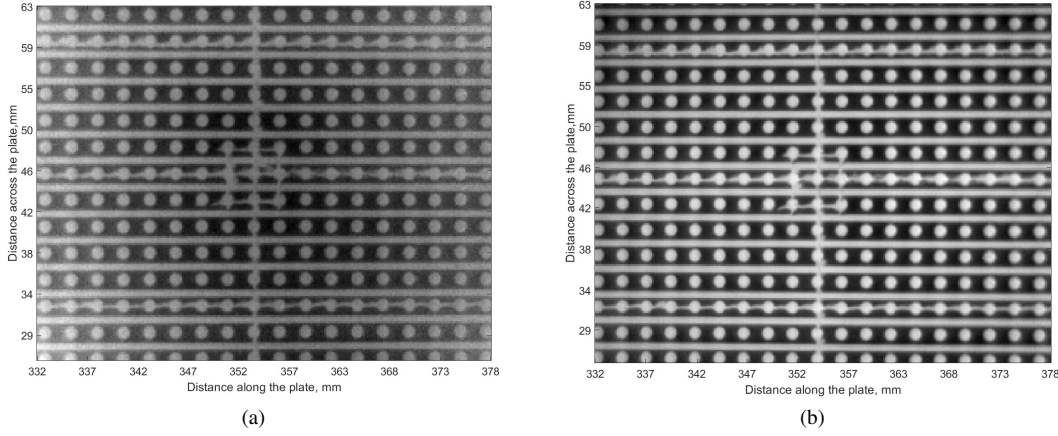 63
59
55
50
46
42
38
34
29
Distance across the plate,mm
332 337 342 347 352 357 363 368 373 378
Distance along the plate, mm
(a)
63
59
55
50
46
42
38
34
29
Distance across the plate,mm
332 337 342 347 352 357 363 368 373 378
Distance along the plate, mm
(b)